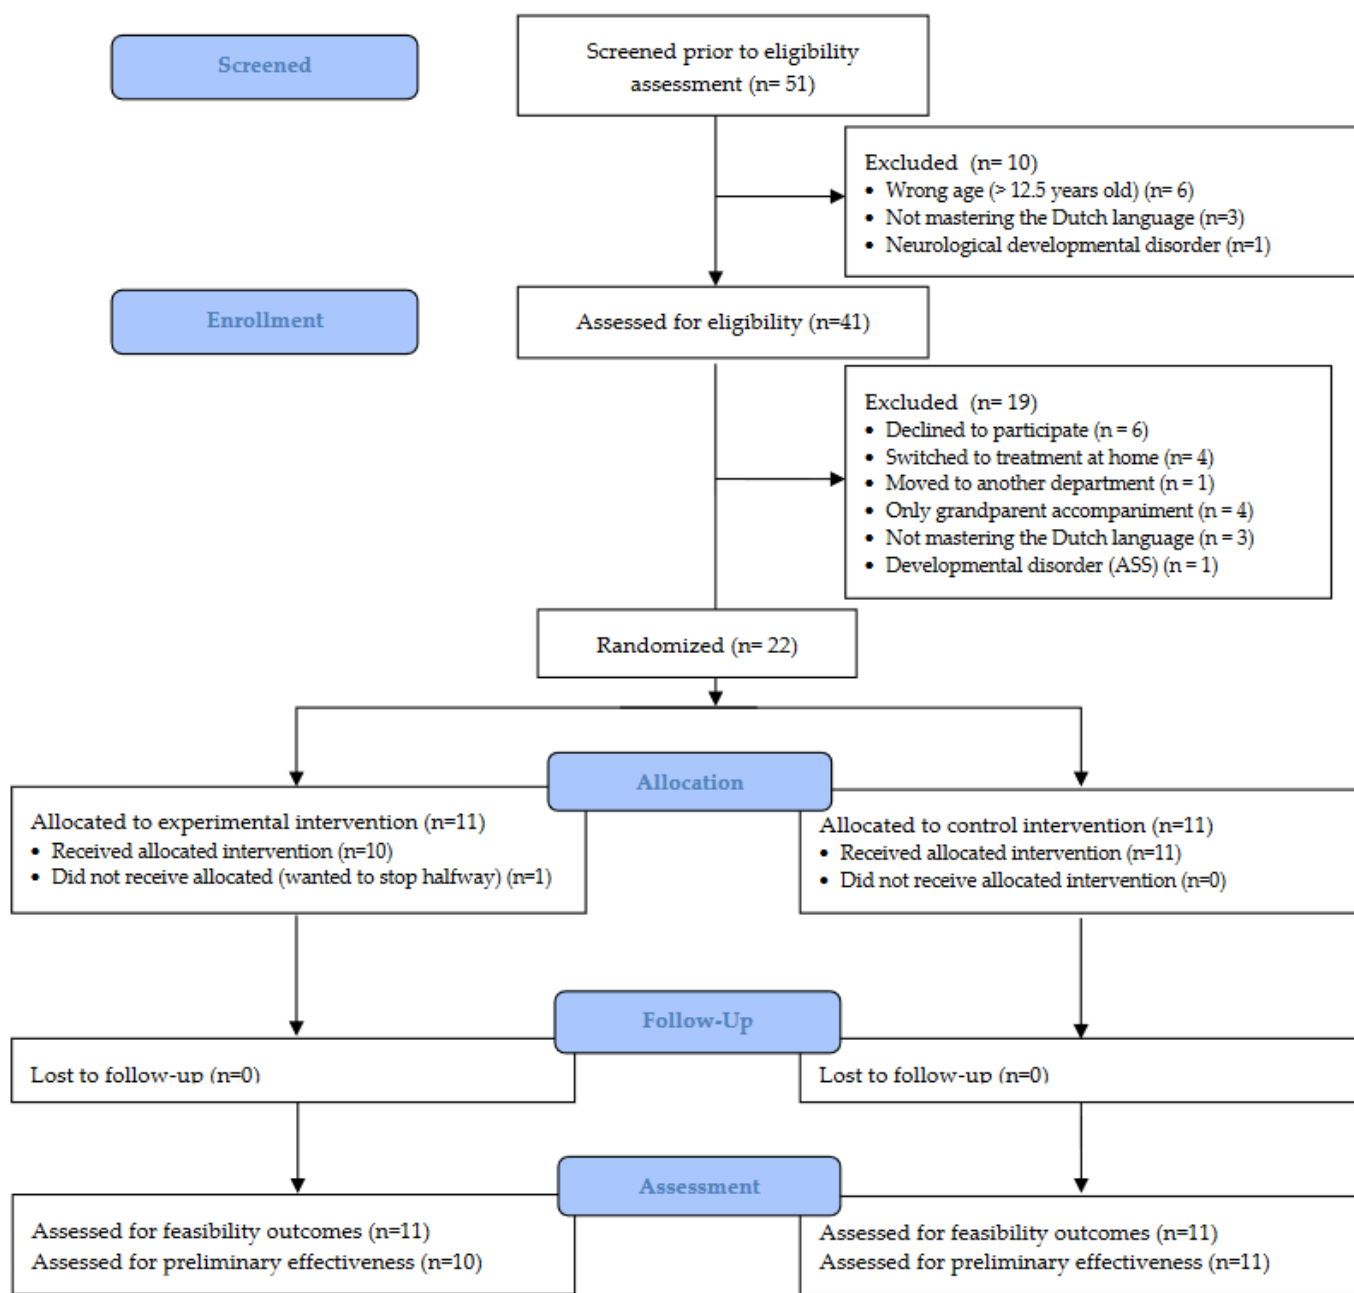 Screened
Screened prior to eligibility
assessment (n= 51)
Excluded (n= 10)
• Wrong age (> 12.5 years old) (n= 6)
• Not mastering the Dutch language (n=3)
• Neurological developmental disorder (n=1)
Enrollment
Assessed for eligibility (n=41)
Excluded (n= 19)
• Declined to participate (n = 6)
• Switched to treatment at home (n= 4)
• Moved to another department (n = 1)
• Only grandparent accompaniment (n = 4)
• Not mastering the Dutch language (n = 3)
• Developmental disorder (ASS) (n = 1)
Randomized (n= 22)
Allocation
Allocated to experimental intervention (n=11)
• Received allocated intervention (n=10)
• Did not receive allocated (wanted to stop halfway) (n=1)
Allocated to control intervention (n=11)
• Received allocated intervention (n=11)
• Did not receive allocated intervention (n=0)
Follow-Up
Lost to follow-up (n=0)
Lost to follow-up (n=0)
Assessment
Assessed for feasibility outcomes (n=11)
Assessed for preliminary effectiveness (n=10)
Assessed for feasibility outcomes (n=11)
Assessed for preliminary effectiveness (n=11)